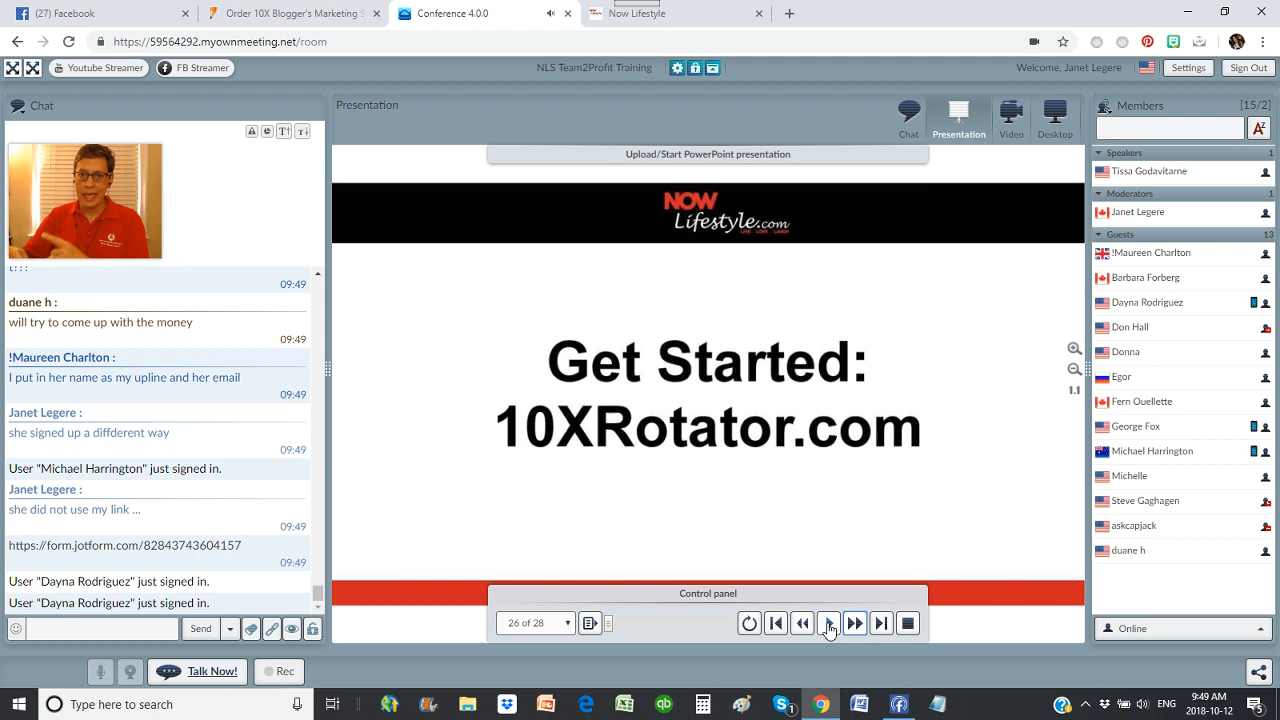 (27) Facebook
Order 10X Blogger's Marketing S
Conference 4.0.0
Now Lifestyle
https://59564292.myownmeeting.net/room
Youtube Streamer
FB Streamer
NLS Team2Profit Training
Welcome, Janet Legere
Settings
Sign Out
Chat
Presentation
Chat
Presentation
Video
Desktop
Members
[15/2]
Upload/Start PowerPoint presentation
NOW
Lifestyle.com
LIVE LOVE LAUGH
Get Started:
10XRotator.com
1.1
09:49
duane h :
will try to come up with the money
09:49
!Maureen Charlton :
I put in her name as my upline and her email
09:49
Janet Legere :
she signed up a diffderent way
09:49
User "Michael Harrington" just signed in.
Janet Legere :
she did not use my link ...
09:49
https://form.jotform.com/82843743604157
09:49
User "Dayna Rodriguez" just signed in.
User "Dayna Rodriguez" just signed in.
Send
Talk Now!
Rec
Control panel
26 of 28
Speakers 1
Tissa Godavitarne
Moderators 1
Janet Legere
Guests 13
!Maureen Charlton
Barbara Forberg
Dayna Rodriguez
Don Hall
Donna
Egor
Fern Ouellette
George Fox
Michael Harrington
Michelle
Steve Gaghagen
askcapjack
duane h
Online
Type here to search
9:49 AM
2018-10-12